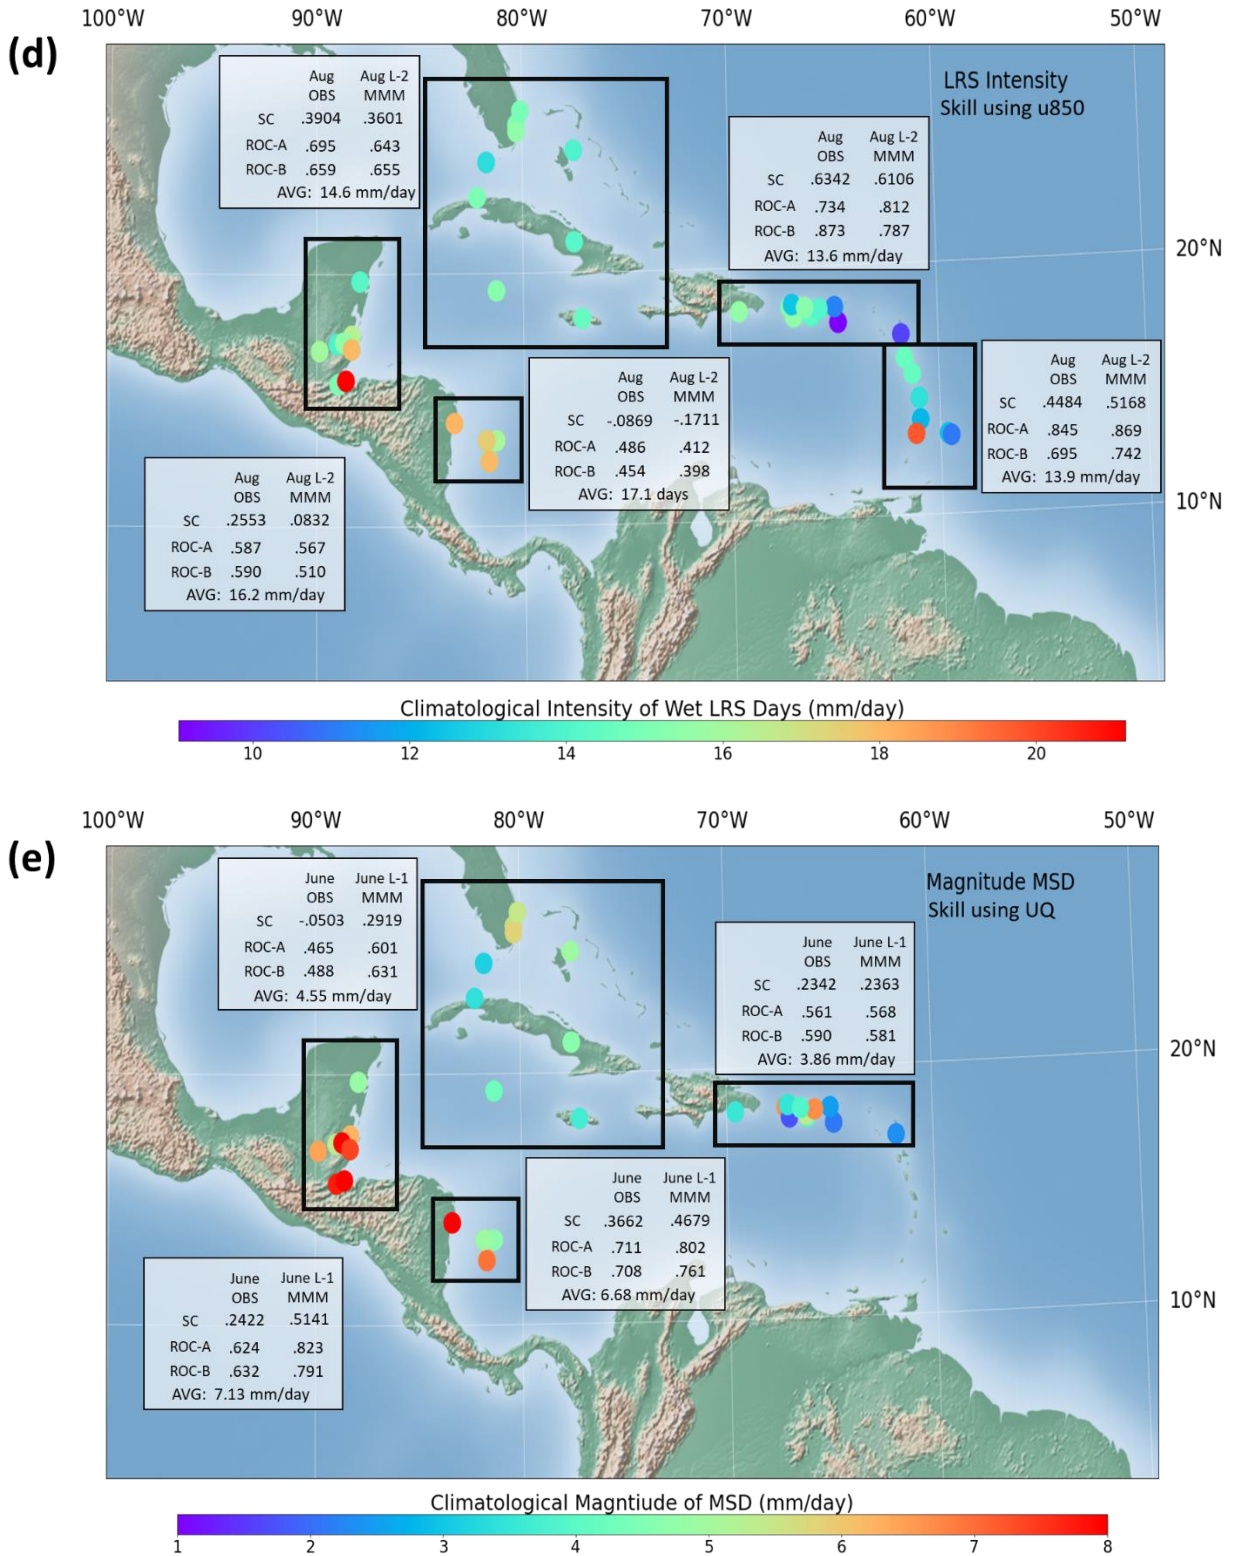 100°W 90°W 80°W 70°W 60°W 50°W
(d)
LRS Intensity
Skill using u850
Aug Aug L-2
OBS MMM
SC .3904 .3601
ROC-A .695 .643
ROC-B .659 .655
AVG: 14.6 mm/day
Aug Aug L-2
OBS MMM
SC .6342 .6106
ROC-A .734 .812
ROC-B .873 .787
AVG: 13.6 mm/day
20°N
Aug Aug L-2
OBS MMM
SC .4484 .5168
ROC-A .845 .869
ROC-B .695 .742
AVG: 13.9 mm/day
Aug Aug L-2
OBS MMM
SC -.0869 -.1711
ROC-A .486 .412
ROC-B .454 .398
AVG: 17.1 days
Aug Aug L-2
OBS MMM
SC .2553 .0832
ROC-A .587 .567
ROC-B .590 .510
AVG: 16.2 mm/day
10°N
Climatological Intensity of Wet LRS Days (mm/day)
10 12 14 16 18 20
100°W 90°W 80°W 70°W 60°W 50°W
(e)
Magnitude MSD
Skill using UQ
June June L-1
OBS MMM
SC -.0503 .2919
ROC-A .465 .601
ROC-B .488 .631
AVG: 4.55 mm/day
June June L-1
OBS MMM
SC .2342 .2363
ROC-A .561 .568
ROC-B .590 .581
AVG: 3.86 mm/day
20°N
June June L-1
OBS MMM
SC .3662 .4679
ROC-A .711 .802
ROC-B .708 .761
AVG: 6.68 mm/day
June June L-1
OBS MMM
SC .2422 .5141
ROC-A .624 .823
ROC-B .632 .791
AVG: 7.13 mm/day
10°N
Climatological Magntiude of MSD (mm/day)
1 2 3 4 5 6 7 8